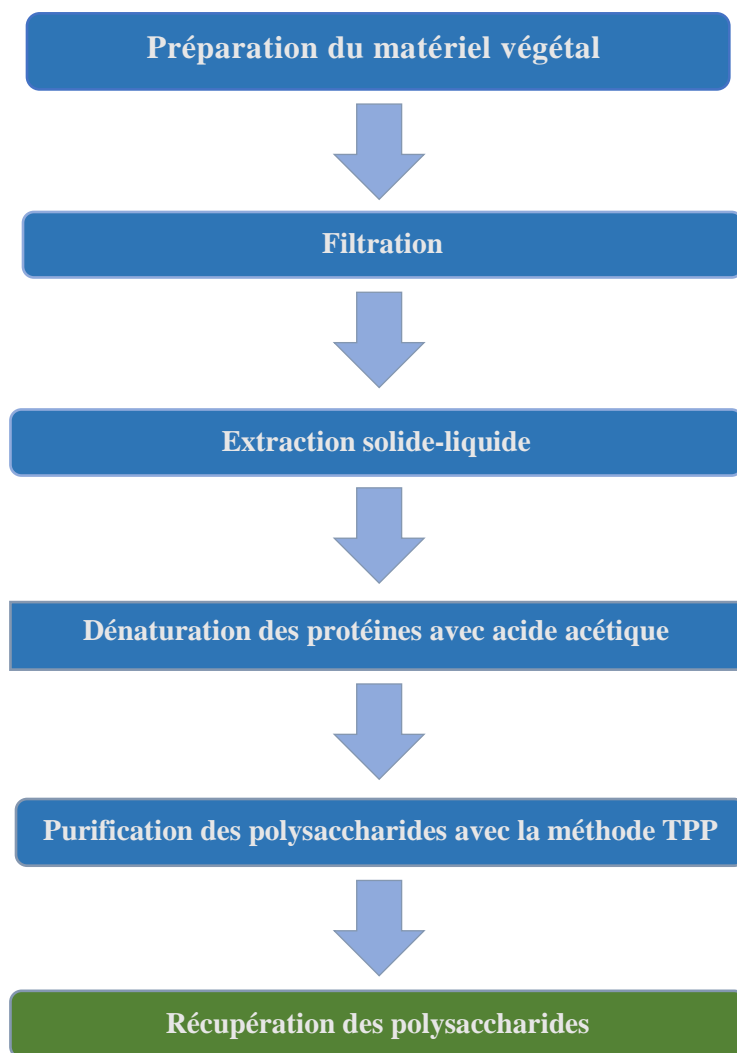 Préparation du matériel végétal
Filtration
Extraction solide-liquide
Dénaturation des protéines avec acide acétique
Purification des polysaccharides avec la méthode TPP
Récupération des polysaccharides